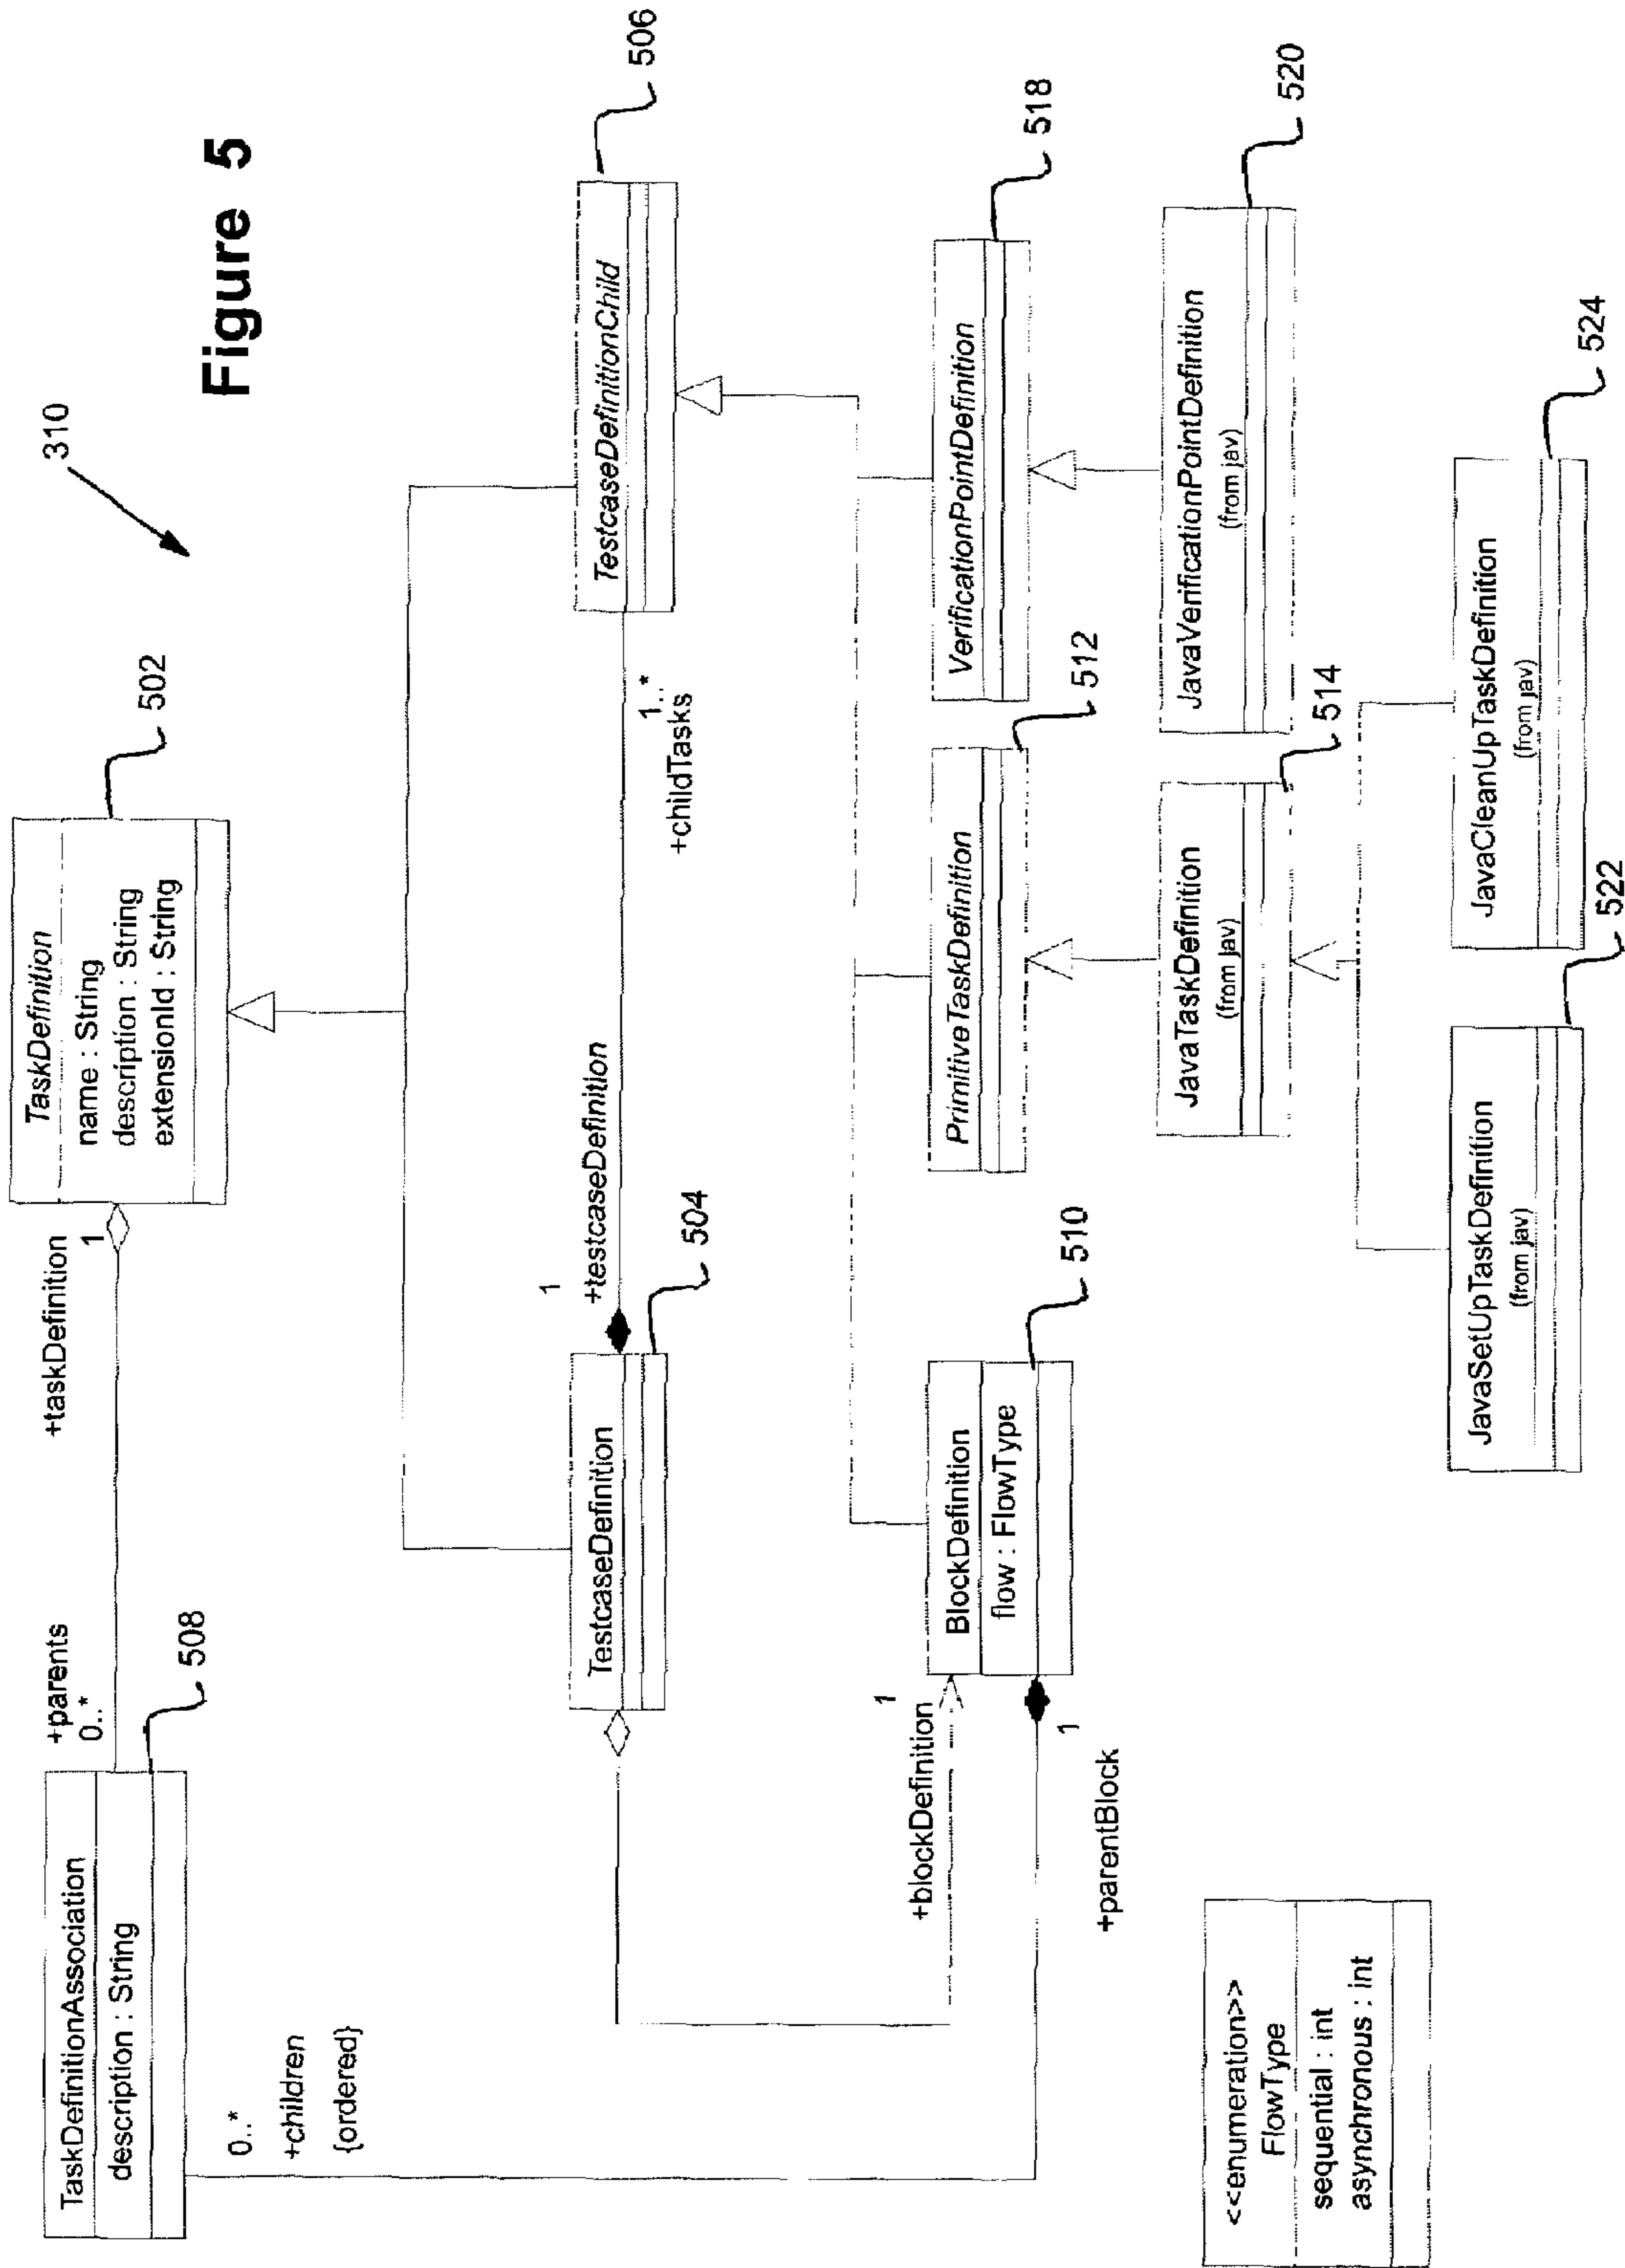 Figure 5
310
TaskDefinitionAssociation
description : String
508
+parents
0..*
+taskDefinition
1
TaskDefinition
name : String
description : String
extensionId : String
502
0..*
+children
{ordered}
TestcaseDefinition
504
1
+testcaseDefinition
1..*
+childTasks
TestcaseDefinitionChild
506
1
+blockDefinition
BlockDefinition
flow : FlowType
510
1
+parentBlock
PrimitiveTaskDefinition
512
VerificationPointDefinition
518
JavaTaskDefinition
(from jav)
514
JavaVerificationPointDefinition
(from jav)
520
<<enumeration>>
FlowType
sequential : int
asynchronous : int
JavaSetUpTaskDefinition
(from jav)
522
JavaCleanUpTaskDefinition
(from jav)
524